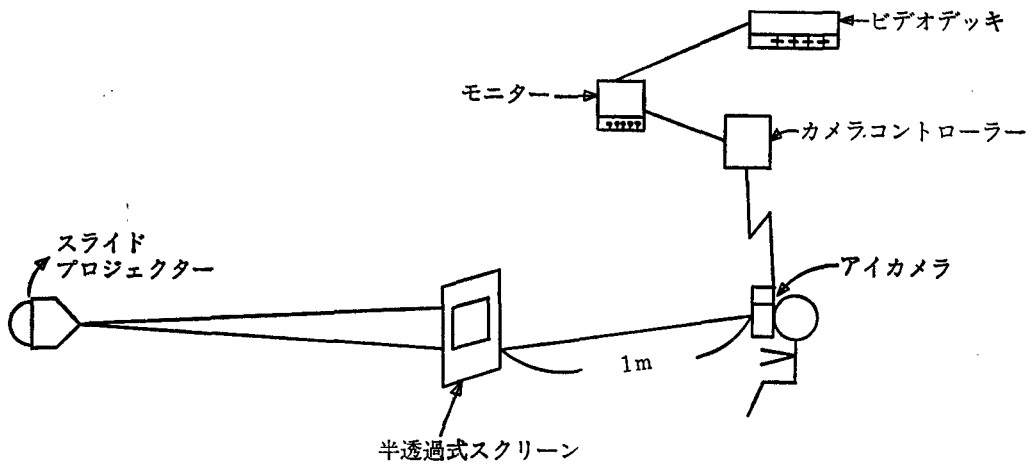 ビデオデッキ
モニター
カメラコントローラー
スライド
プロジェクター
アイカメラ
1m
半透過式スクリーン